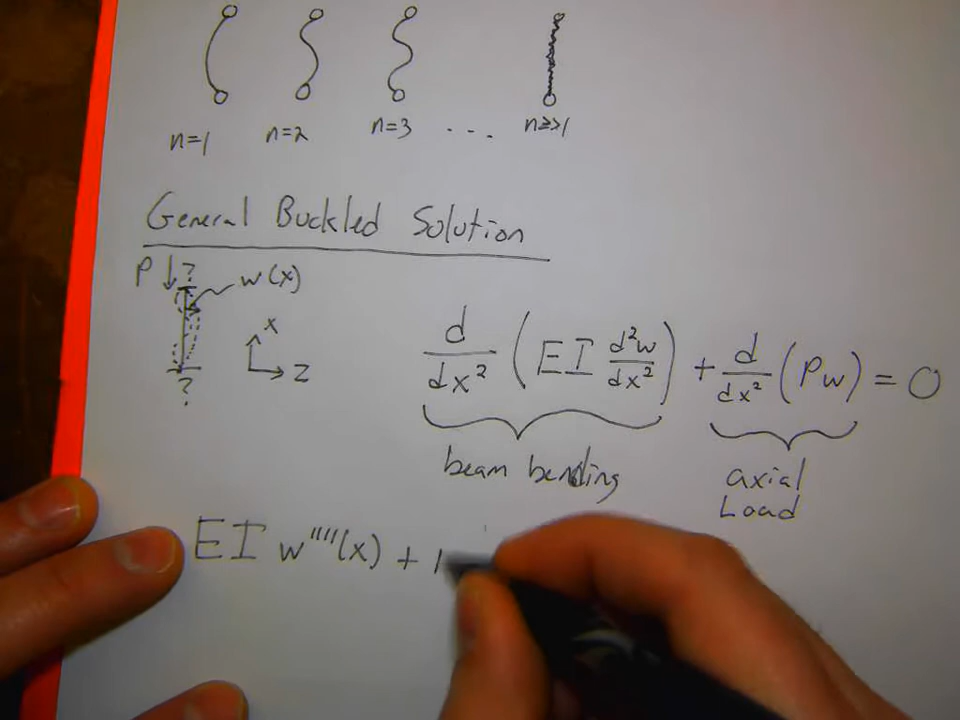 n=1 n=2 n=3 ... n>>1
General Buckled Solution
P ↓ ? w(x)
x
z
?
d/dx² (EI d²w/dx²) + d/dx² (Pw) = 0
beam bending
axial
Load
EI w''''(x) +